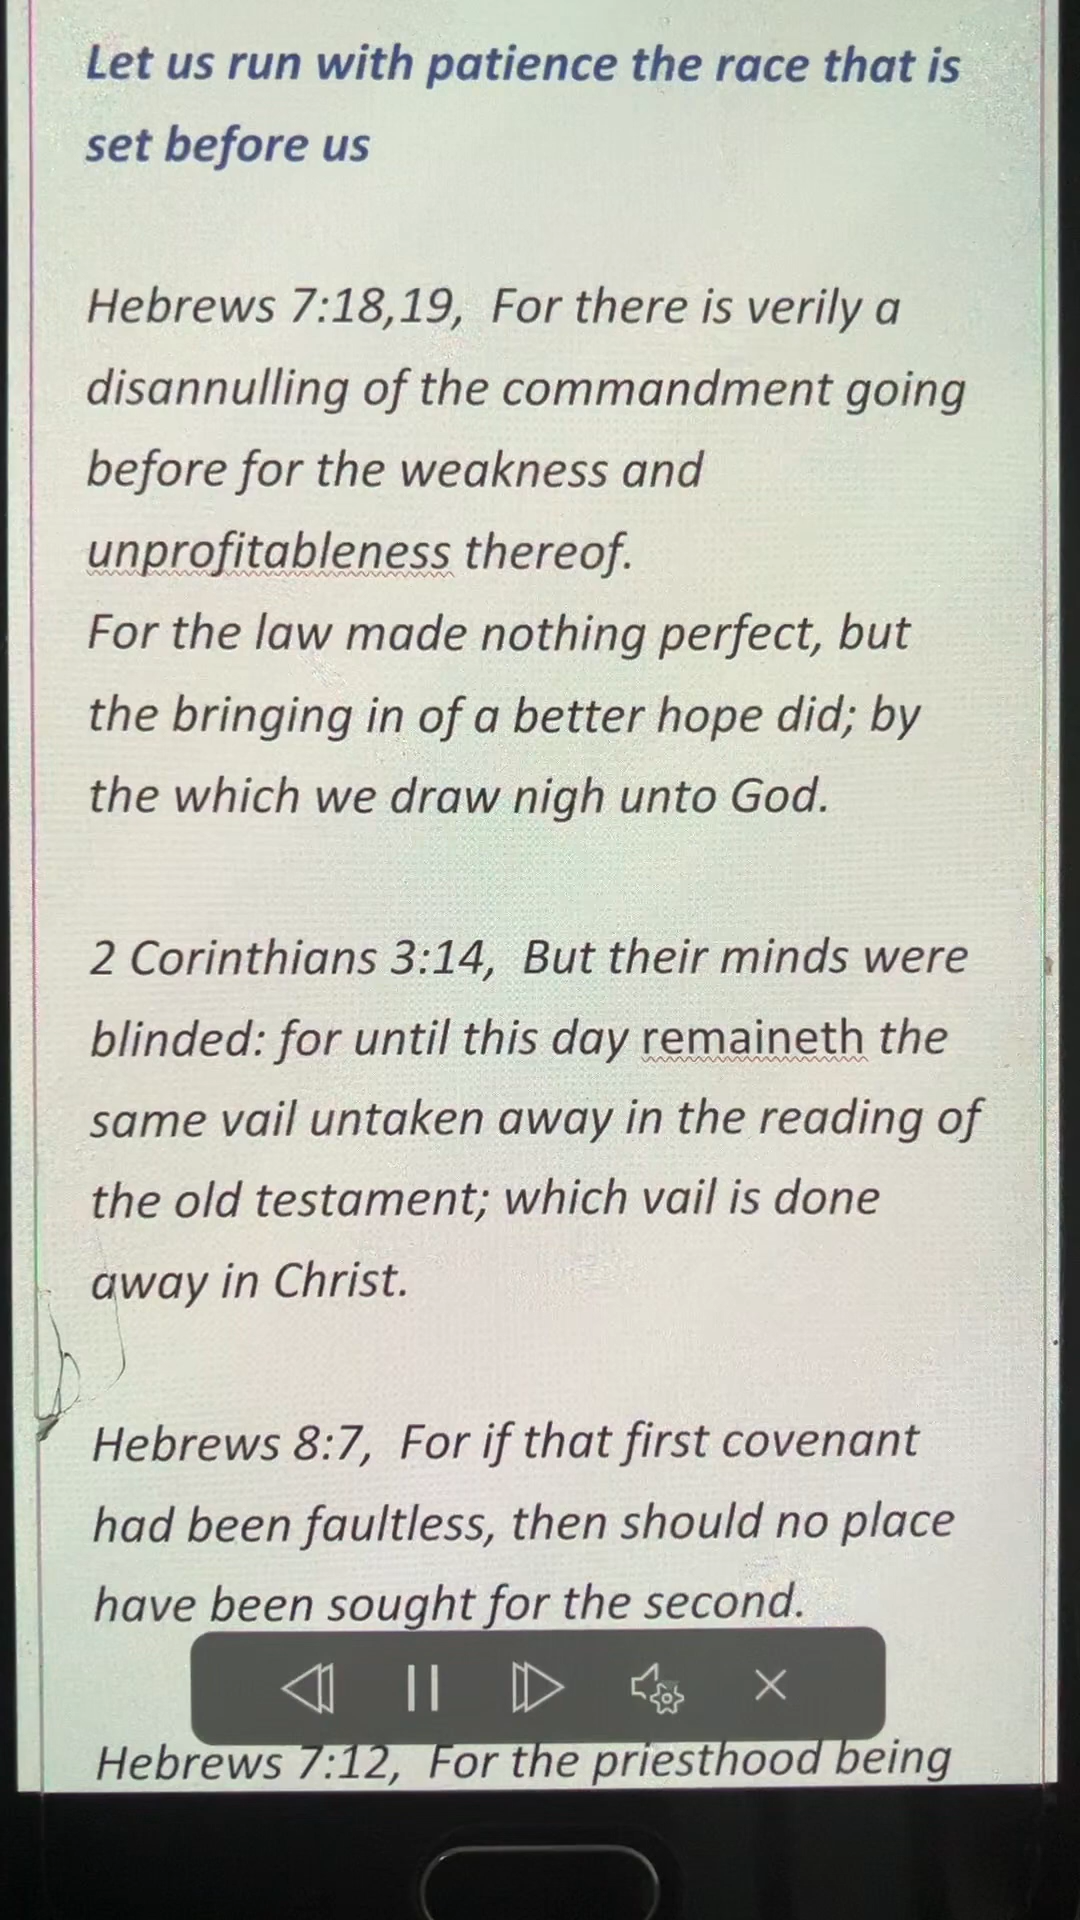 Let us run with patience the race that is
set before us
Hebrews 7:18,19,  For there is verily a
disannulling of the commandment going
before for the weakness and
unprofitableness thereof.
For the law made nothing perfect, but
the bringing in of a better hope did; by
the which we draw nigh unto God.
2 Corinthians 3:14,  But their minds were
blinded: for until this day remaineth the
same vail untaken away in the reading of
the old testament; which vail is done
away in Christ.
Hebrews 8:7,  For if that first covenant
had been faultless, then should no place
have been sought for the second.
Hebrews 7:12,  For the priesthood being